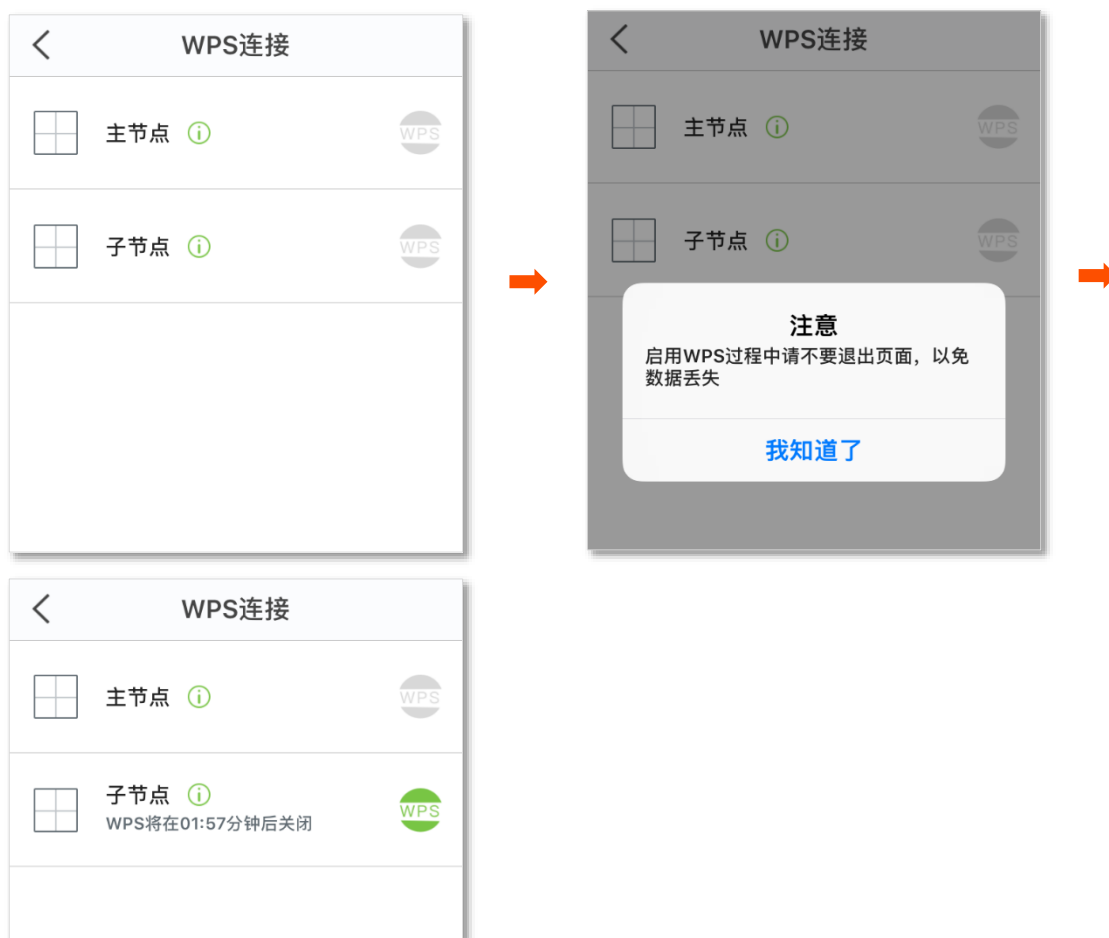 WPS连接
主节点
WPS
子节点
WPS
WPS连接
主节点
WPS
子节点
WPS
注意
启用WPS过程中请不要退出页面，以免
数据丢失
我知道了
WPS连接
主节点
WPS
子节点
WPS将在01:57分钟后关闭
WPS